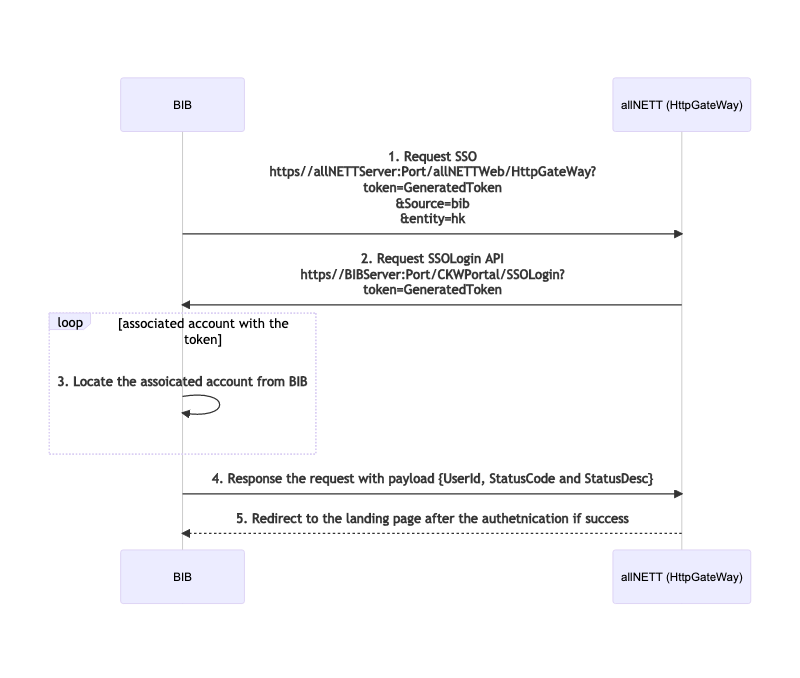 BIB
allNETT (HttpGateWay)
1. Request SSO
https//allNETTServer:Port/allNETTWeb/HttpGateWay?
token=GeneratedToken
&Source=bib
&entity=hk
2. Request SSOLogin API
https//BIBServer:Port/CKWPortal/SSOLogin?
token=GeneratedToken
loop
[associated account with the
token]
3. Locate the assoicated account from BIB
4. Response the request with payload {UserId, StatusCode and StatusDesc}
5. Redirect to the landing page after the authetnication if success
BIB
allNETT (HttpGateWay)